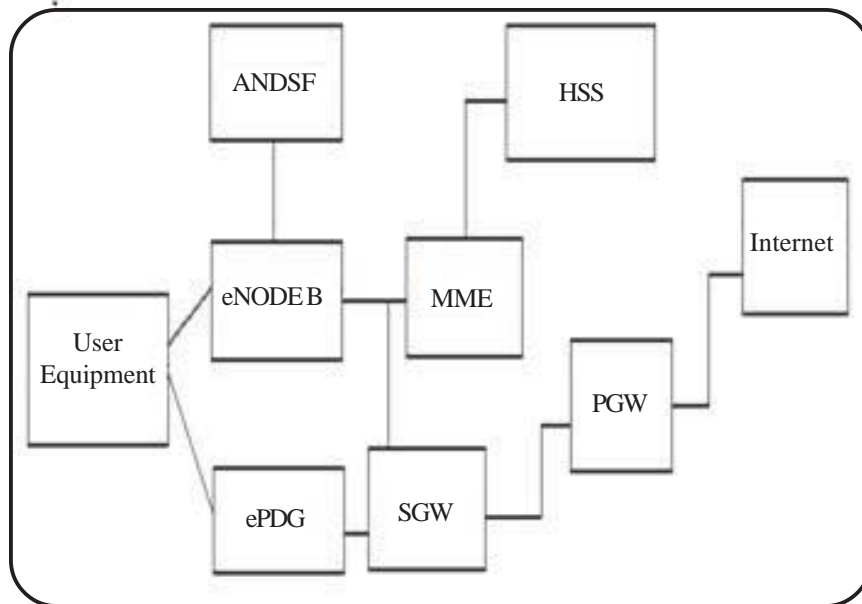 ANDSF
HSS
Internet
eNODE B
MME
User
Equipment
PGW
ePDG
SGW